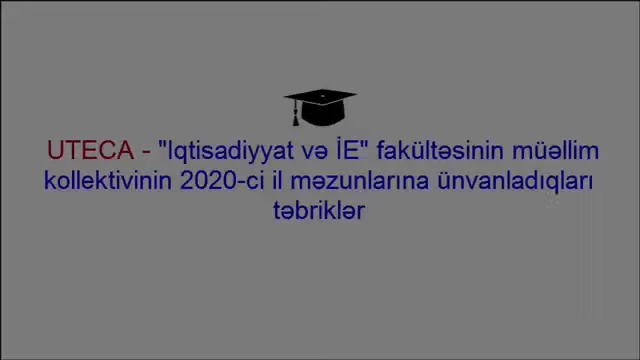 UTECA - "Iqtisadiyyat və İE" fakültəsinin müəllim
kollektivinin 2020-ci il məzunlarına ünvanladıqları
təbriklər